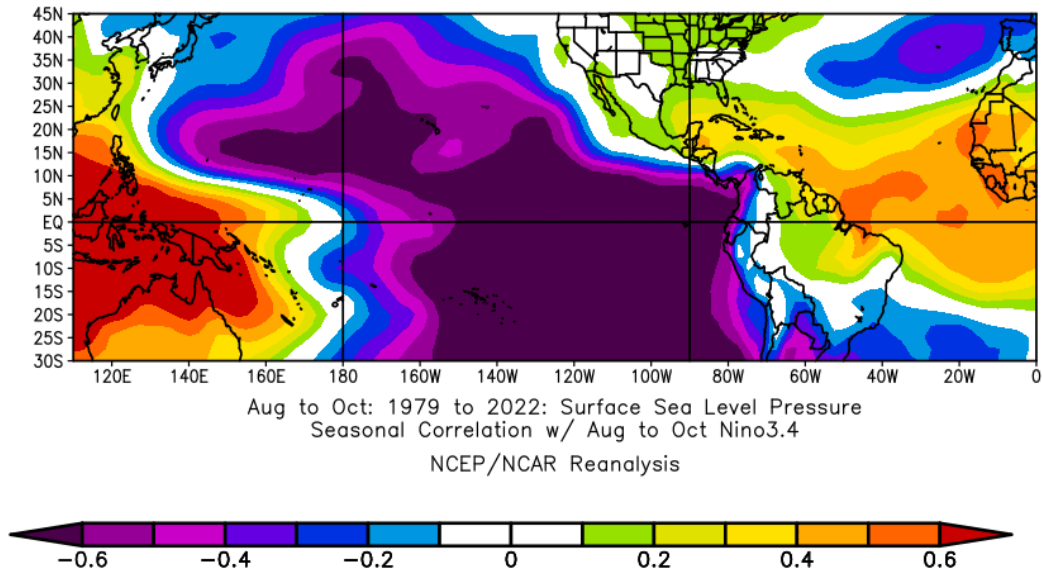 45N
40N
35N
30N
25N
20N
15N
10N
5N
EQ
5S
10S
15S
20S
25S
30S
120E 140E 160E 180 160W 140W 120W 100W 80W 60W 40W 20W 0
Aug to Oct: 1979 to 2022: Surface Sea Level Pressure
Seasonal Correlation w/ Aug to Oct Nino3.4
NCEP/NCAR Reanalysis
−0.6 −0.4 −0.2 0 0.2 0.4 0.6